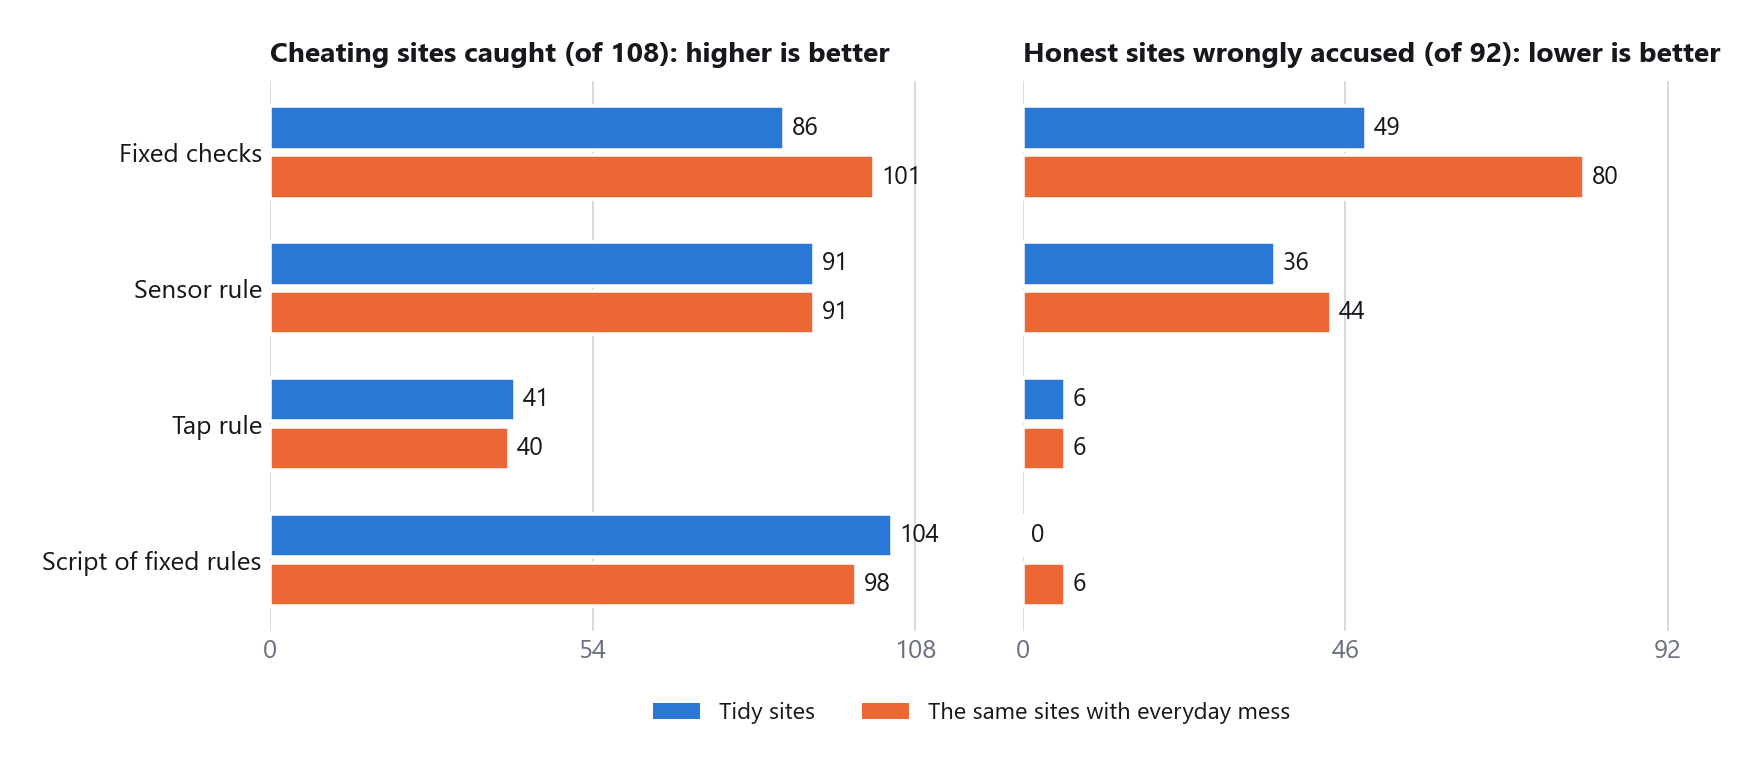 Cheating sites caught (of 108): higher is better
Honest sites wrongly accused (of 92): lower is better
Fixed checks
86
101
49
80
Sensor rule
91
91
36
44
Tap rule
41
40
6
6
Script of fixed rules
104
98
0
6
0
54
108
0
46
92
Tidy sites
The same sites with everyday mess